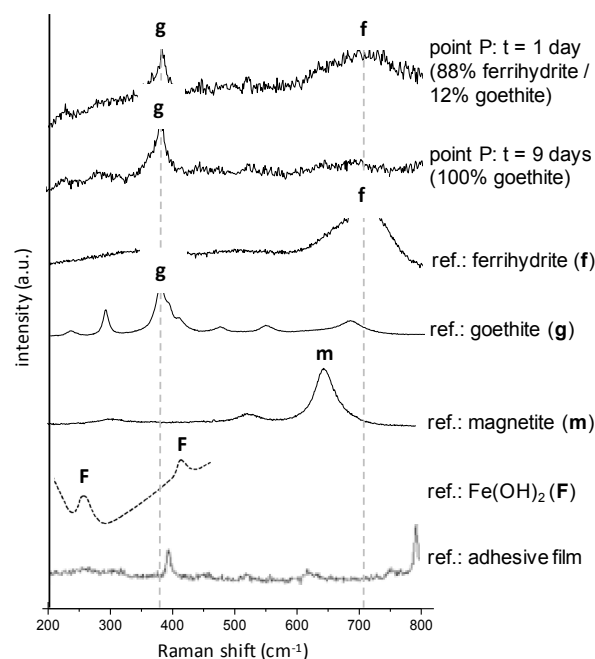 g
f
point P: t = 1 day
(88% ferrihydrite /
12% goethite)
g
point P: t = 9 days
(100% goethite)
f
ref.: ferrihydrite (f)
g
ref.: goethite (g)
m
ref.: magnetite (m)
F
F
ref.: Fe(OH)₂ (F)
ref.: adhesive film
intensity (a.u.)
200 300 400 500 600 700 800
Raman shift (cm⁻¹)